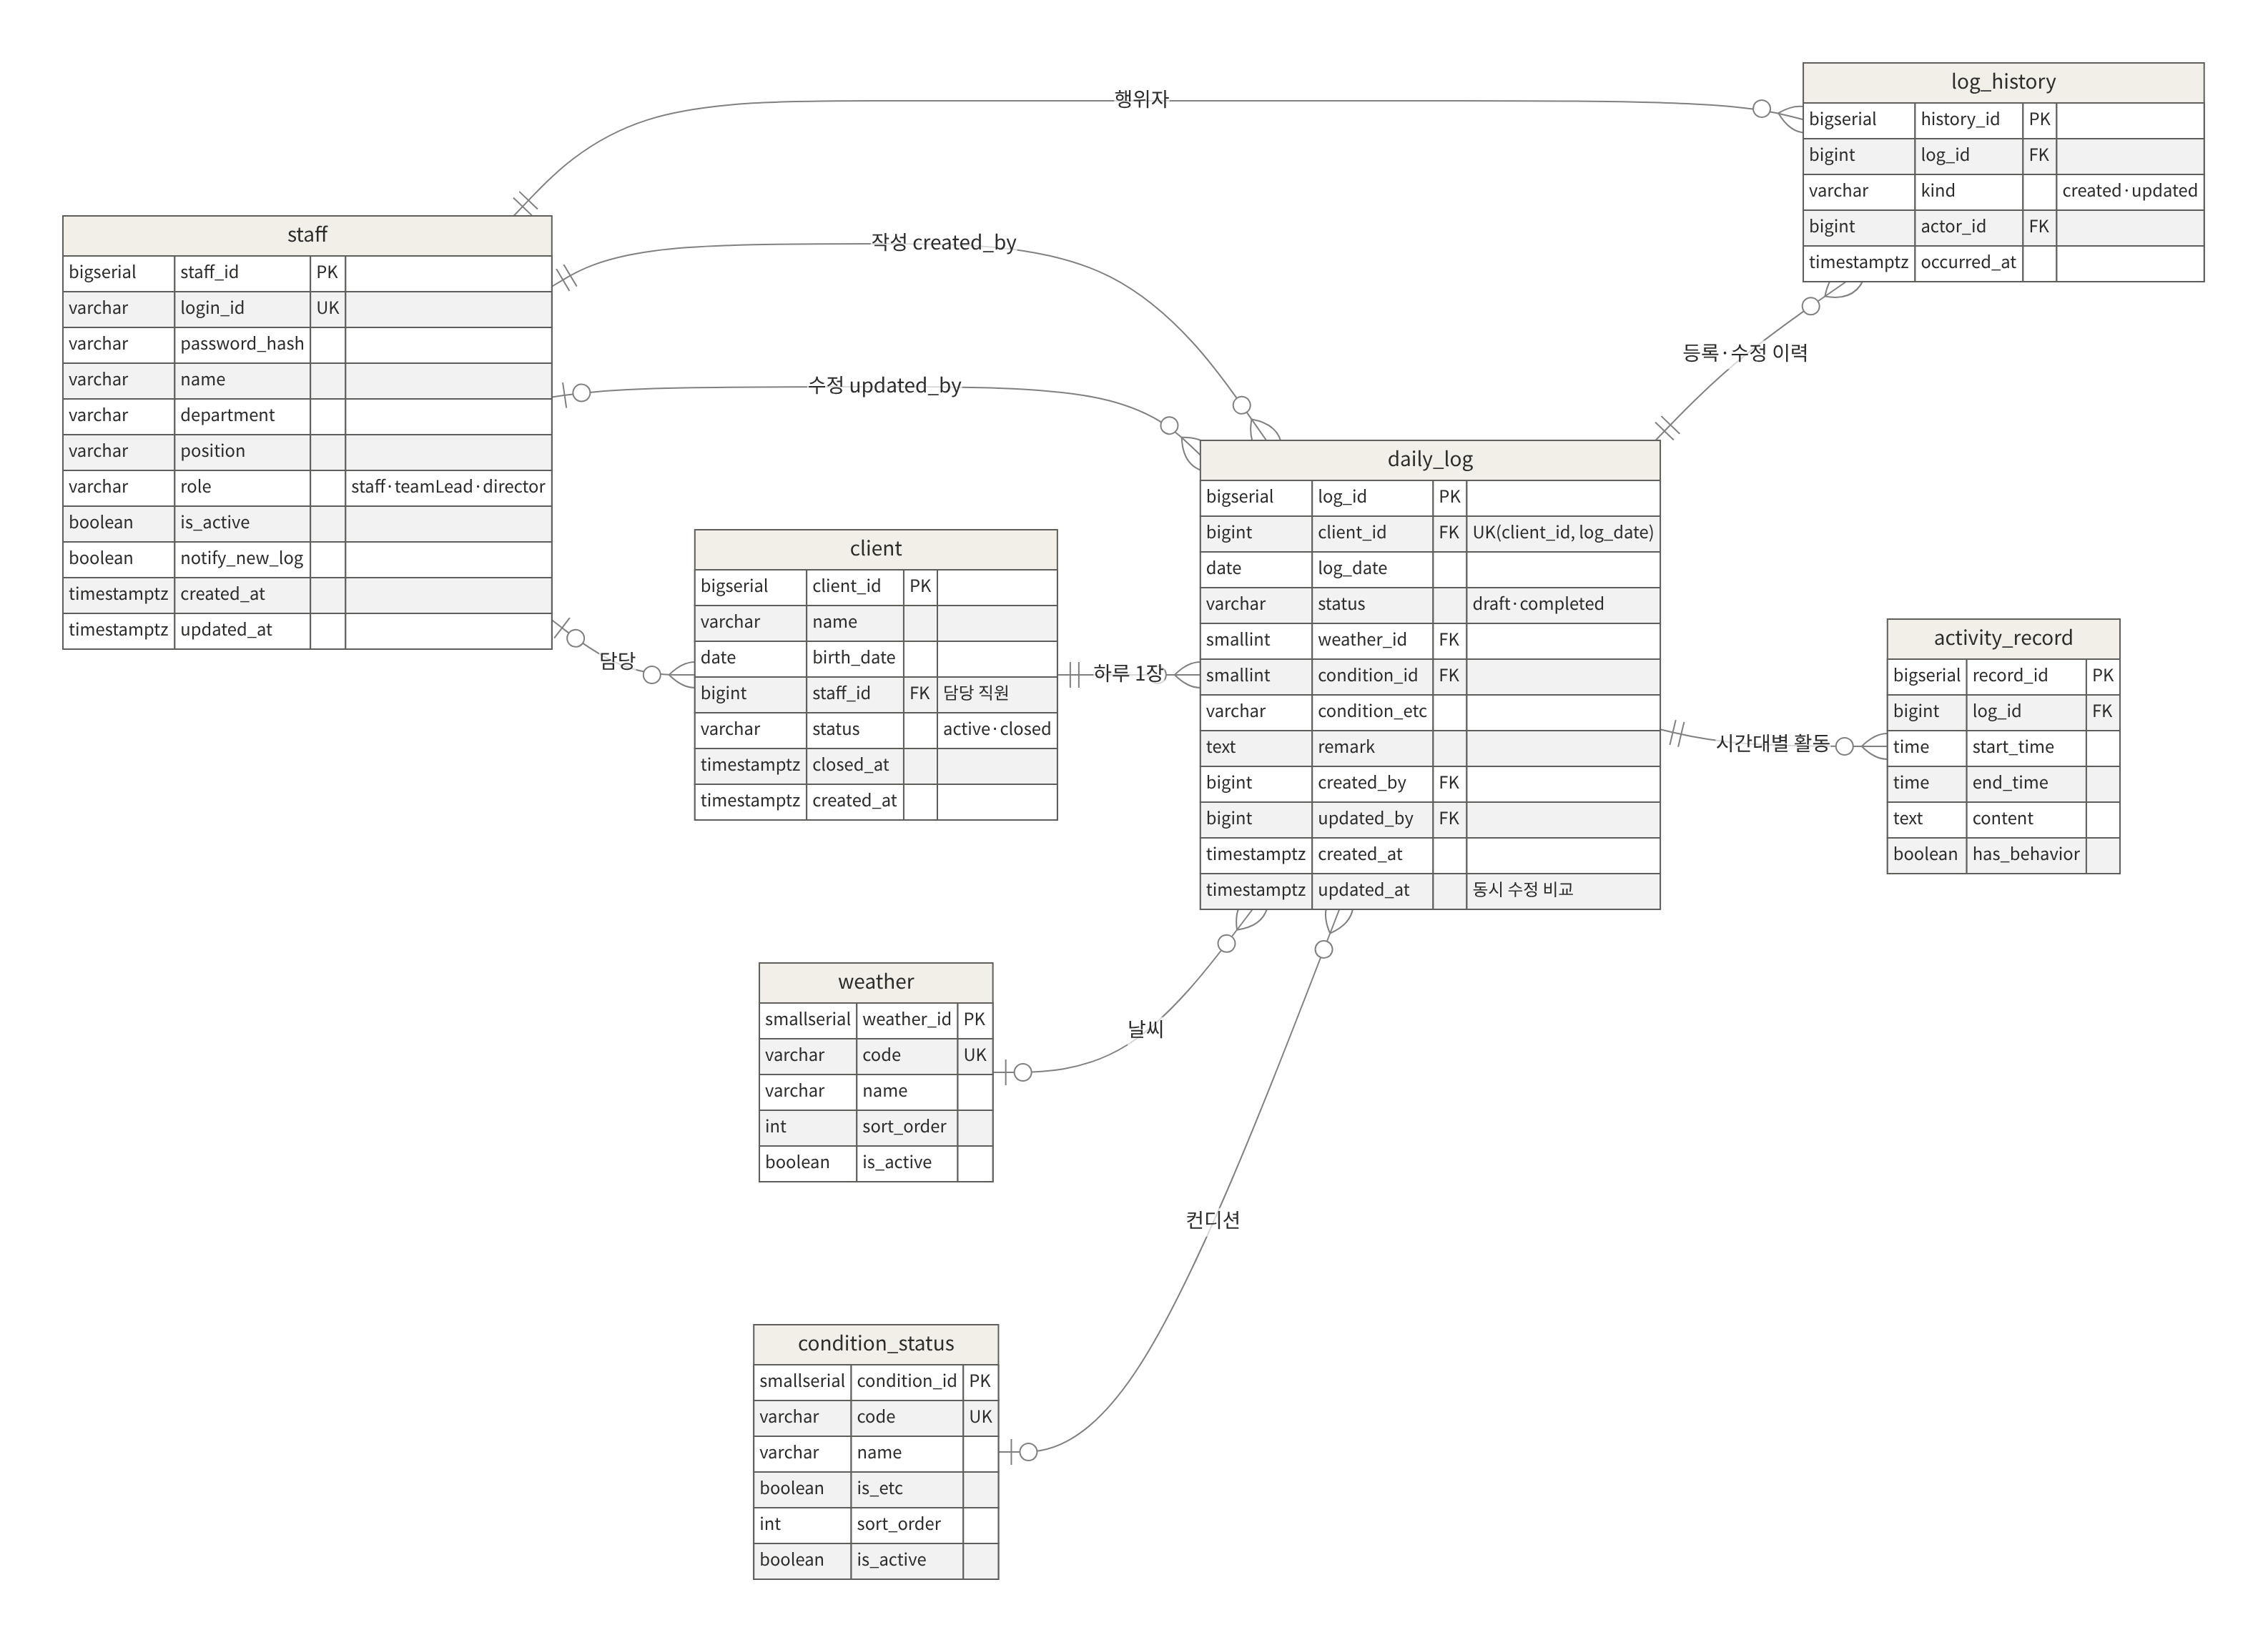 행위자
log_history
bigserial history_id PK
bigint log_id FK
varchar kind created·updated
bigint actor_id FK
timestamptz occurred_at
등록·수정 이력
staff
bigserial staff_id PK
varchar login_id UK
varchar password_hash
varchar name
varchar department
varchar position
varchar role staff·teamLead·director
boolean is_active
boolean notify_new_log
timestamptz created_at
timestamptz updated_at
작성 created_by
수정 updated_by
담당
client
bigserial client_id PK
varchar name
date birth_date
bigint staff_id FK 담당 직원
varchar status active·closed
timestamptz closed_at
timestamptz created_at
하루 1장
daily_log
bigserial log_id PK
bigint client_id FK UK(client_id, log_date)
date log_date
varchar status draft·completed
smallint weather_id FK
smallint condition_id FK
varchar condition_etc
text remark
bigint created_by FK
bigint updated_by FK
timestamptz created_at
timestamptz updated_at 동시 수정 비교
시간대별 활동
activity_record
bigserial record_id PK
bigint log_id FK
time start_time
time end_time
text content
boolean has_behavior
weather
smallserial weather_id PK
varchar code UK
varchar name
int sort_order
boolean is_active
날씨
컨디션
condition_status
smallserial condition_id PK
varchar code UK
varchar name
boolean is_etc
int sort_order
boolean is_active